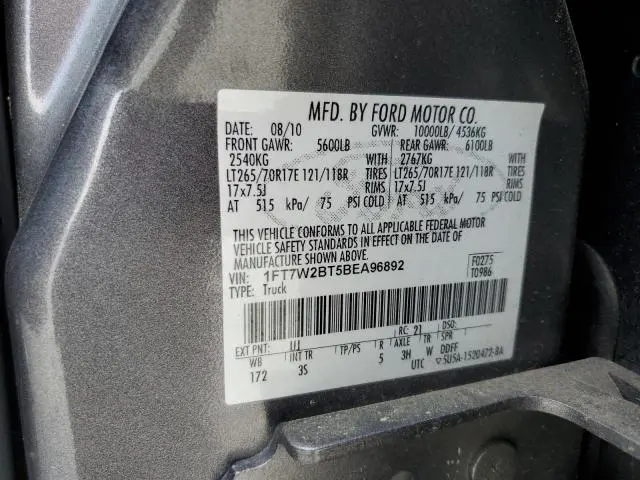 MFD. BY FORD MOTOR CO.
DATE: 08/10 GVWR: 10000LB/ 4536KG
FRONT GAWR: 5600LB REAR GAWR: 6100LB
2540KG WITH 2767KG WITH
LT265/70R17E 121/118R TIRES LT265/70R17E 121/118R TIRES
17x7.5J RIMS 17x7.5J RIMS
AT 515 kPa/ 75 PSI COLD AT 515 kPa/ 75 PSI COLD
THIS VEHICLE CONFORMS TO ALL APPLICABLE FEDERAL MOTOR
VEHICLE SAFETY STANDARDS IN EFFECT ON THE DATE OF
MANUFACTURE SHOWN ABOVE.
VIN: 1FT7W2BT5BEA96892 F0275
TYPE: Truck T0986
EXT PNT: UJ RC: 21 DSO:
WB INT TR TP/PS R AXLE TR SPR
172 3S 5 3H W DDFF
UTC 5U5A-1520472-BA
Ford